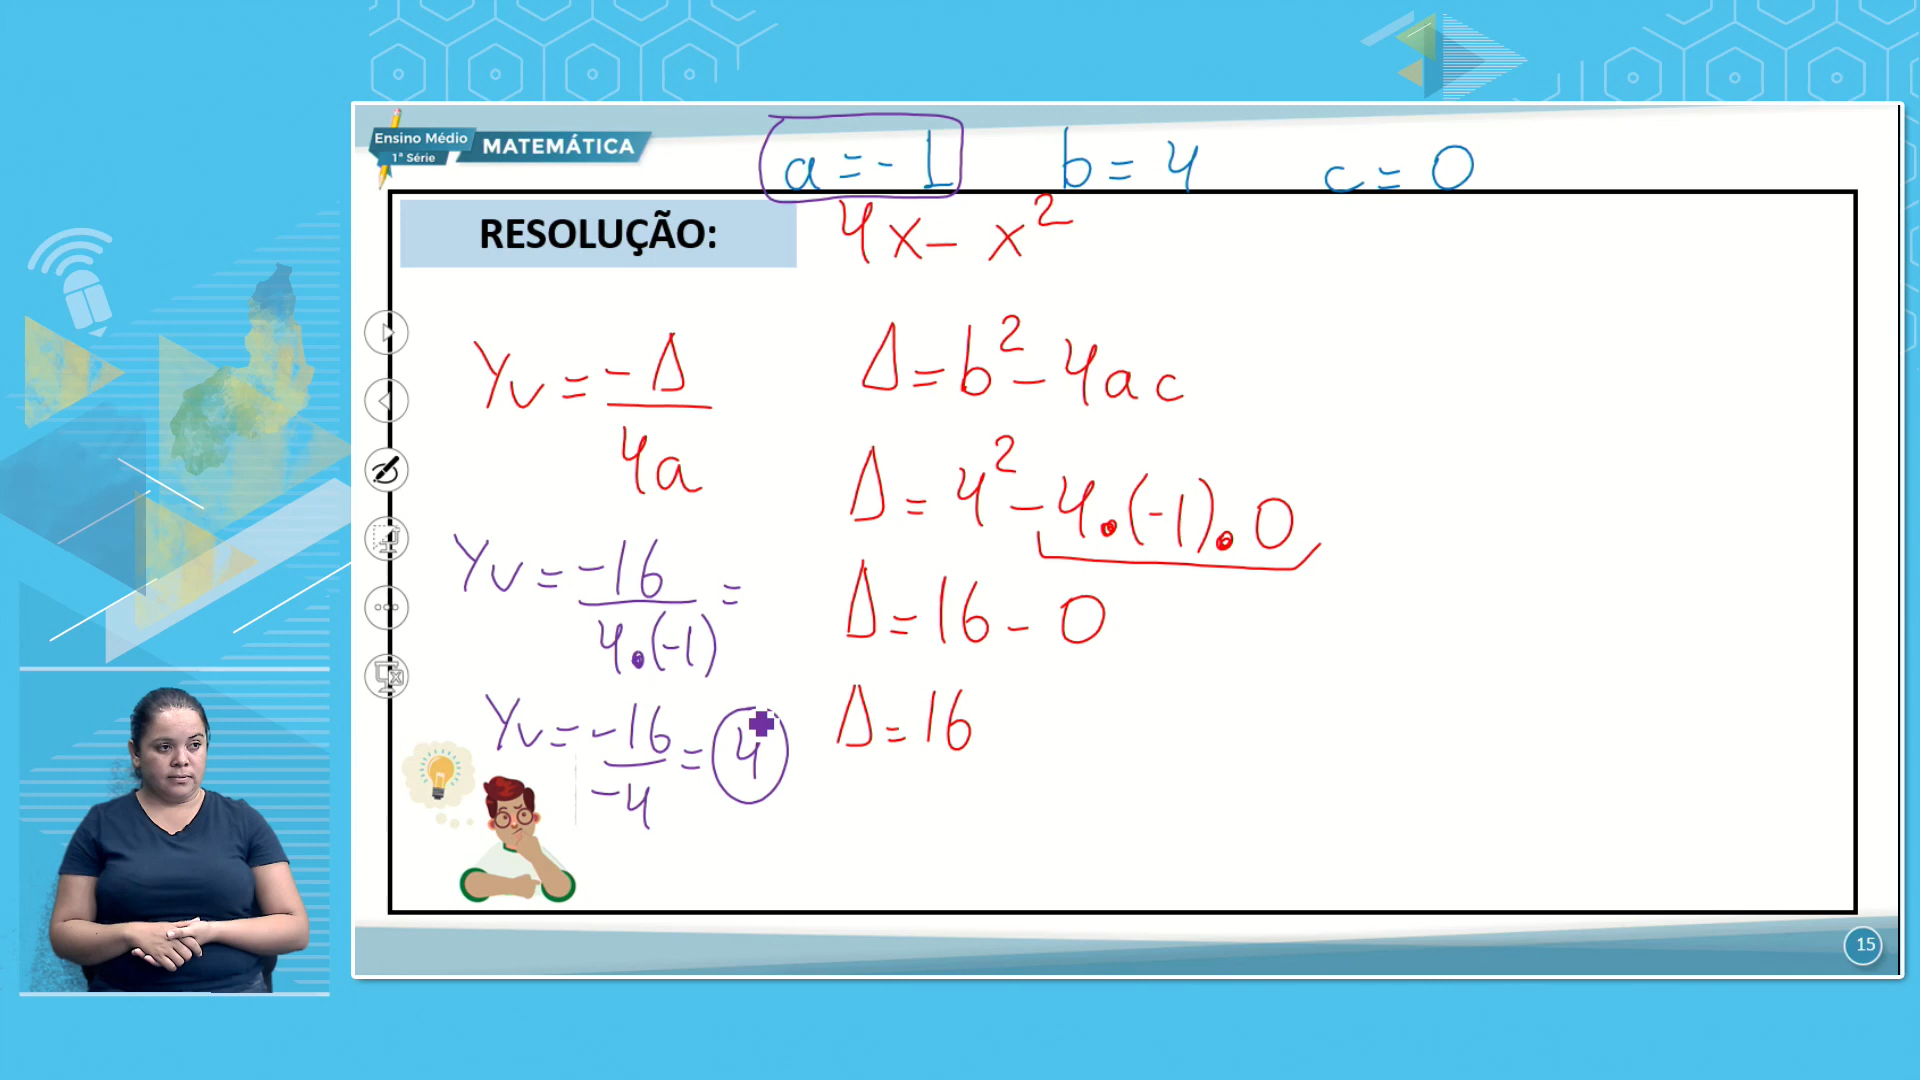 Ensino Médio
1ª Série
MATEMÁTICA
a = -1 b = 4 c = 0
RESOLUÇÃO:
4x - x²
Yv = -Δ/4a
Δ = b² - 4ac
Δ = 4² - 4.(-1).0
Yv = -16/4.(-1) =
Δ = 16 - 0
Yv = -16/-4 = 4
Δ = 16
15